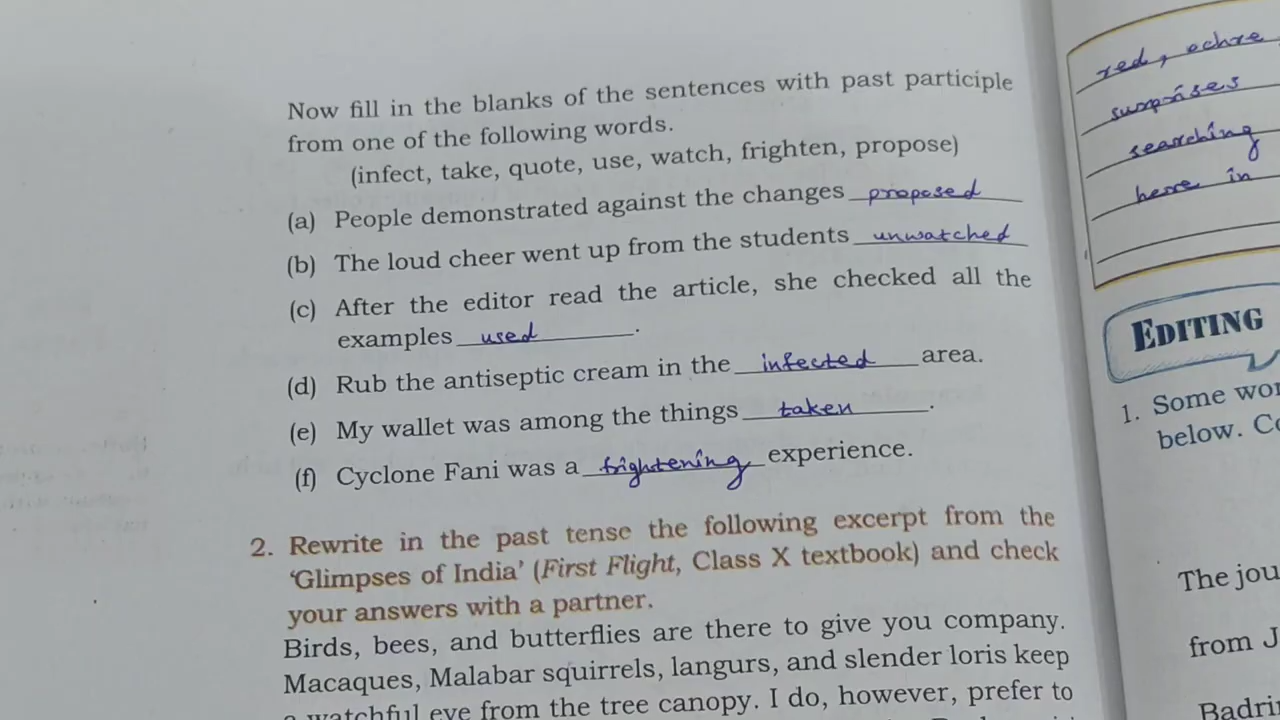 Now fill in the blanks of the sentences with past participle
from one of the following words.
(infect, take, quote, use, watch, frighten, propose)
(a) People demonstrated against the changes proposed
(b) The loud cheer went up from the students unwatched
(c) After the editor read the article, she checked all the
examples used.
(d) Rub the antiseptic cream in the infected area.
(e) My wallet was among the things taken.
(f) Cyclone Fani was a frightening experience.
2. Rewrite in the past tense the following excerpt from the
‘Glimpses of India’ (First Flight, Class X textbook) and check
your answers with a partner.
Birds, bees, and butterflies are there to give you company.
Macaques, Malabar squirrels, langurs, and slender loris keep
a watchful eye from the tree canopy. I do, however, prefer to
red, ochre
surprises
searching
here in
EDITING
1. Some
below.
The
from